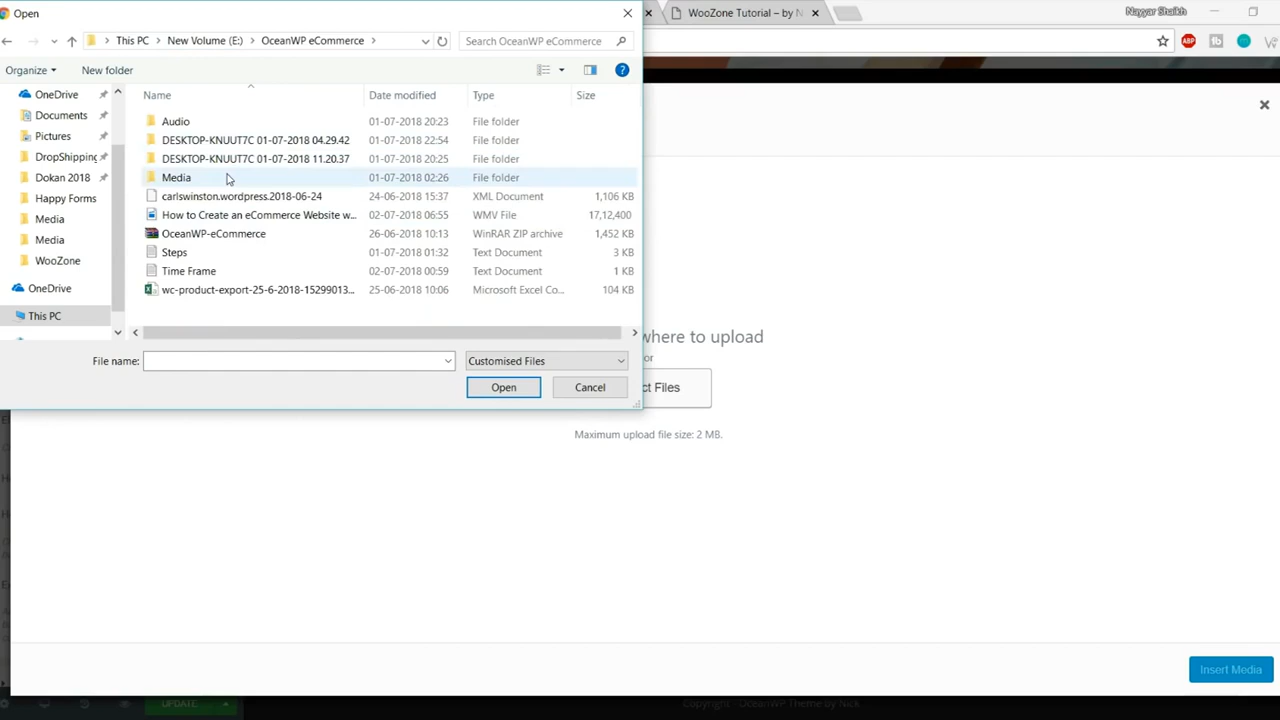 Open
WooZone Tutorial – by N
Nayyar Shaikh
This PC
New Volume (E:)
OceanWP eCommerce
Search OceanWP eCommerce
ABP
Organize
New folder
Name
Date modified
Type
Size
OneDrive
Documents
Pictures
DropShipping
Dokan 2018
Happy Forms
Media
Media
WooZone
OneDrive
This PC
Audio 01-07-2018 20:23 File folder
DESKTOP-KNUUT7C 01-07-2018 04.29.42 01-07-2018 22:54 File folder
DESKTOP-KNUUT7C 01-07-2018 11.20.37 01-07-2018 20:25 File folder
Media 01-07-2018 02:26 File folder
carlswinston.wordpress.2018-06-24 24-06-2018 15:37 XML Document 1,106 KB
How to Create an eCommerce Website w... 02-07-2018 06:55 WMV File 17,12,400
OceanWP-eCommerce 26-06-2018 10:13 WinRAR ZIP archive 1,452 KB
Steps 01-07-2018 01:32 Text Document 3 KB
Time Frame 02-07-2018 00:59 Text Document 1 KB
wc-product-export-25-6-2018-15299013... 25-06-2018 10:06 Microsoft Excel Co... 104 KB
File name:
Customised Files
Open
Cancel
where to upload
or
ct Files
Maximum upload file size: 2 MB.
Insert Media
UPDATE
Copyright - OceanWP Theme by Nick